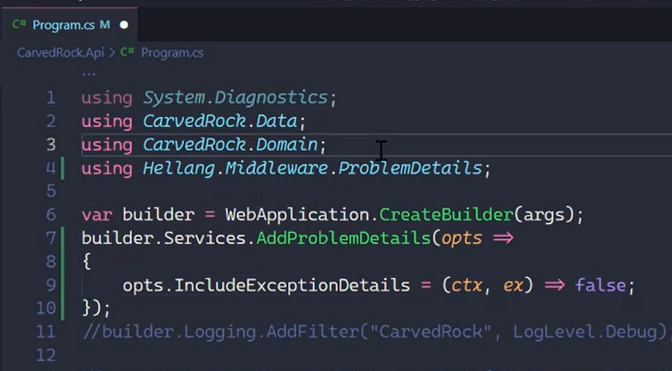 C# Program.cs M
CarvedRock.Api > C# Program.cs
...
1 using System.Diagnostics;
2 using CarvedRock.Data;
3 using CarvedRock.Domain;
4 using Hellang.Middleware.ProblemDetails;
5
6 var builder = WebApplication.CreateBuilder(args);
7 builder.Services.AddProblemDetails(opts =>
8 {
9 opts.IncludeExceptionDetails = (ctx, ex) => false;
10 });
11 //builder.Logging.AddFilter("CarvedRock", LogLevel.Debug)
12